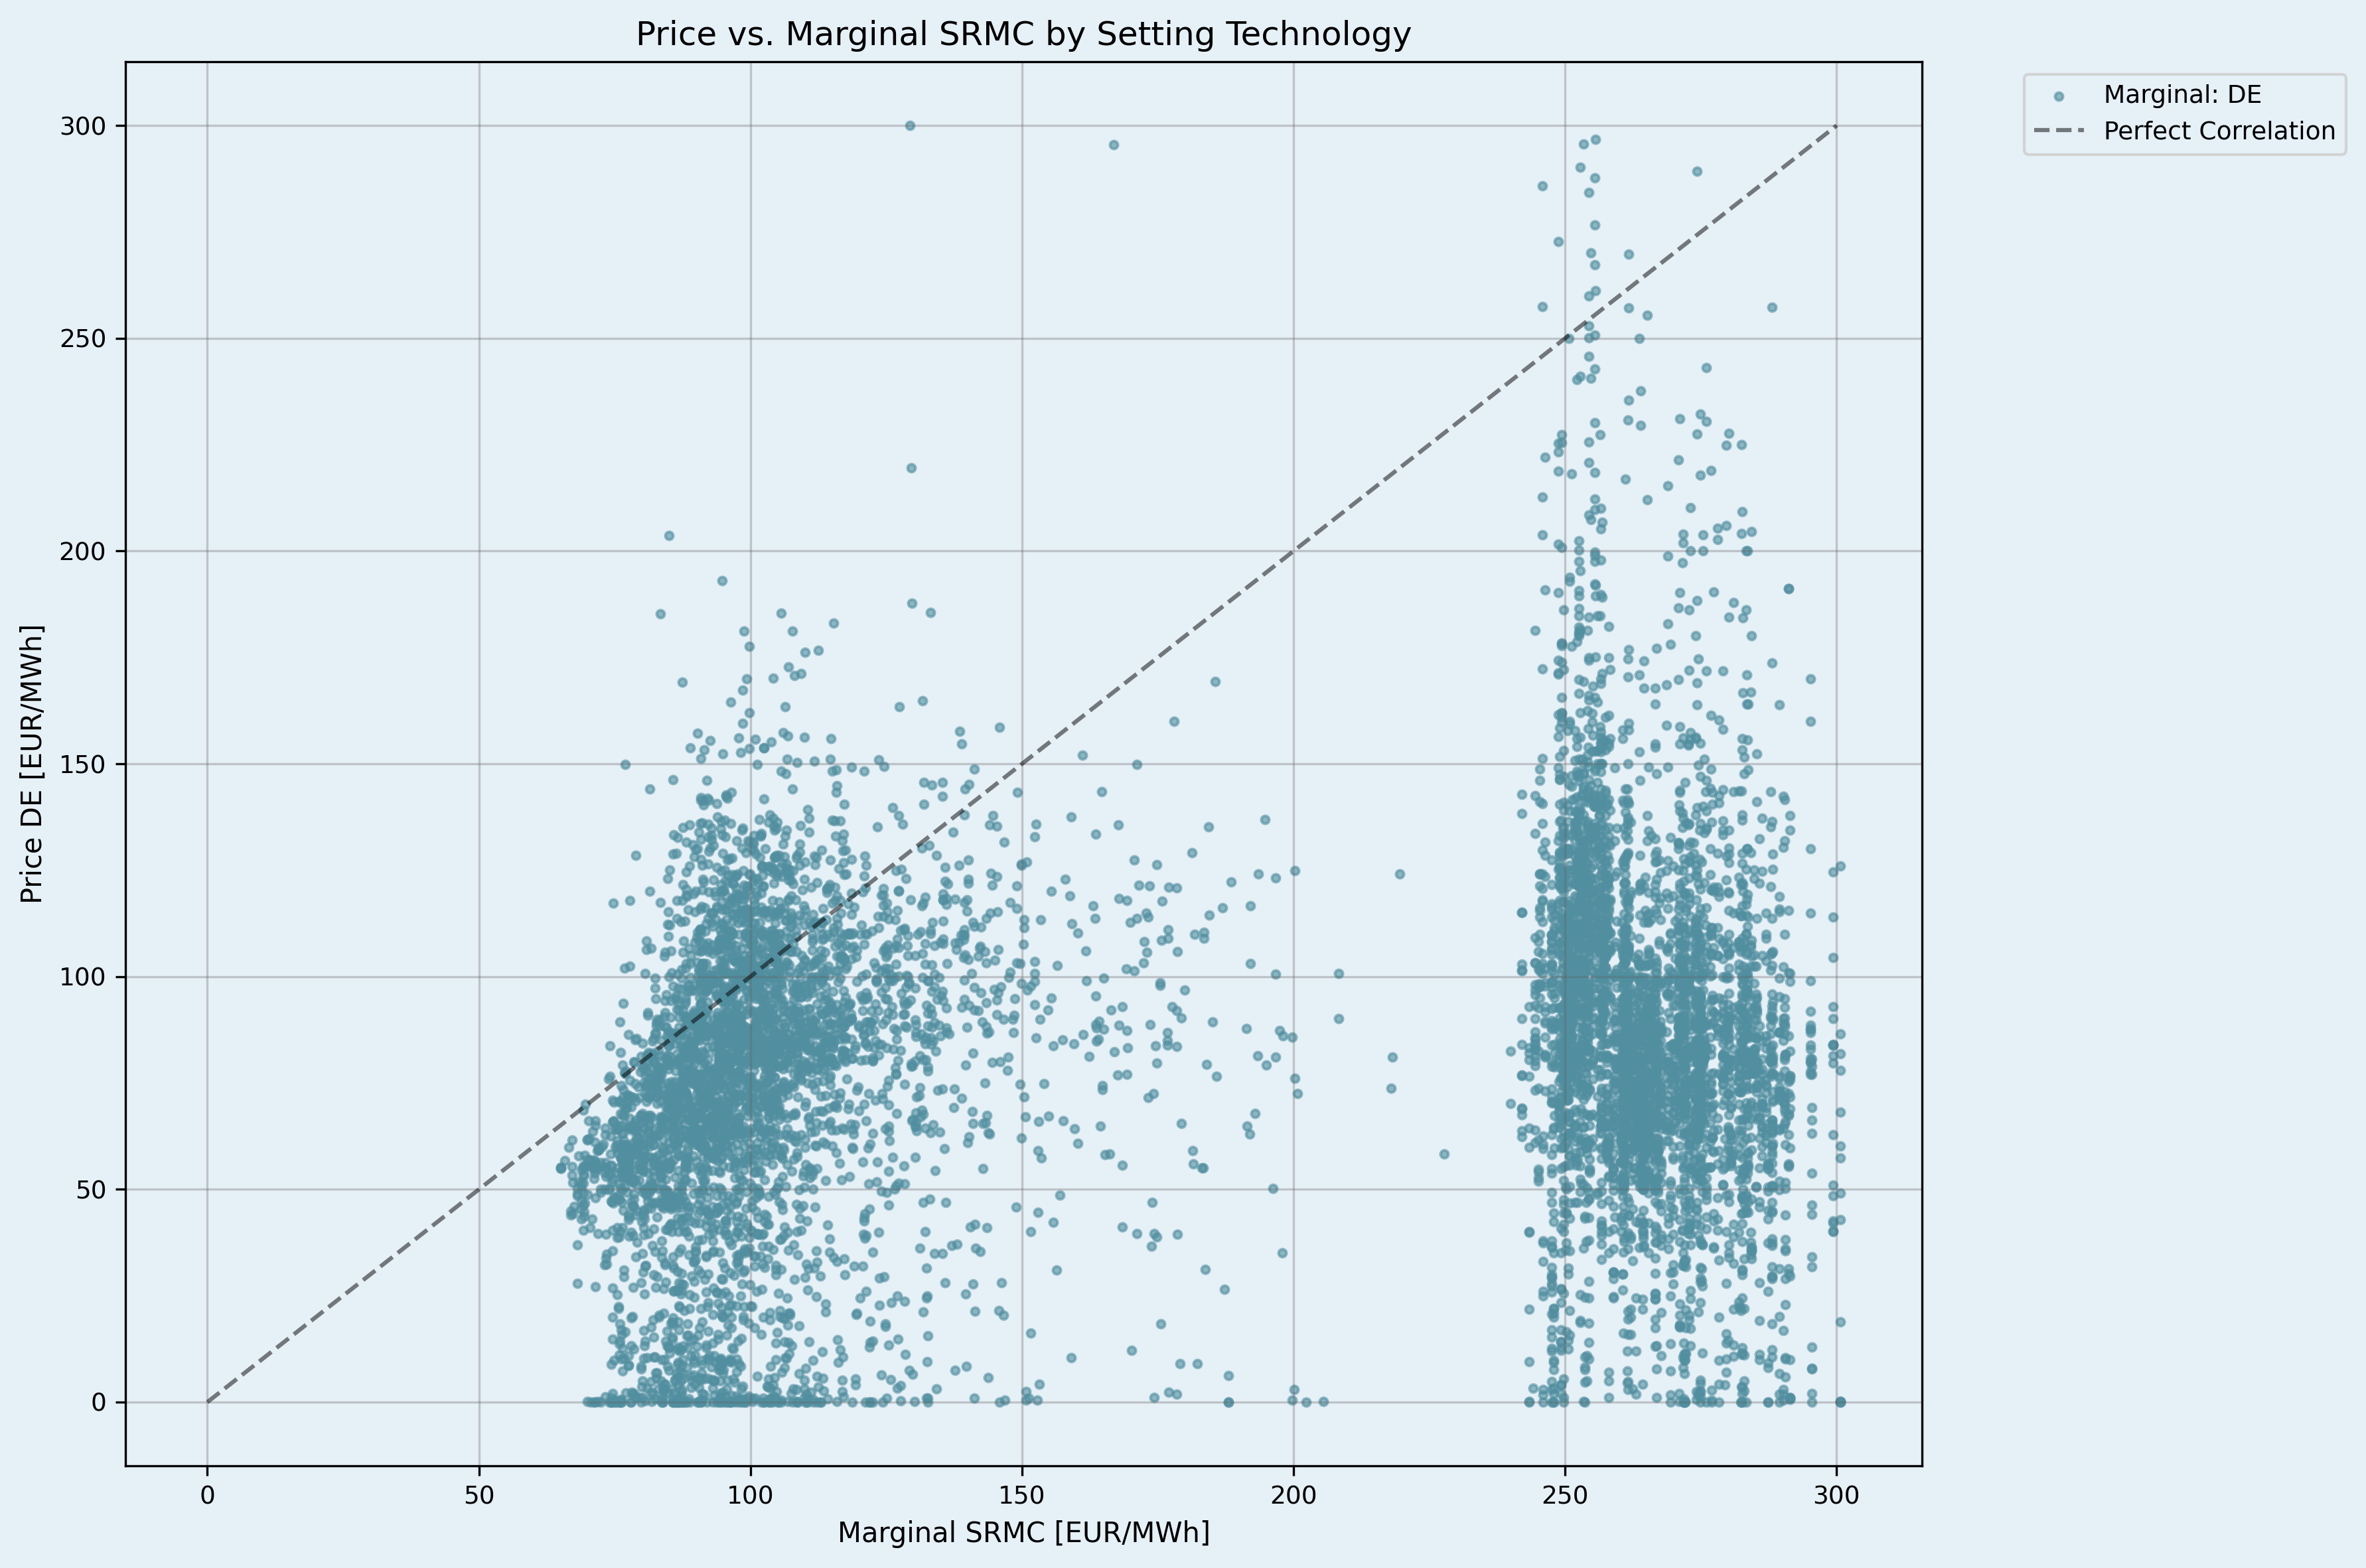 Price vs. Marginal SRMC by Setting Technology
Marginal: DE
Perfect Correlation
300
250
200
150
100
50
0
Price DE [EUR/MWh]
0 50 100 150 200 250 300
Marginal SRMC [EUR/MWh]